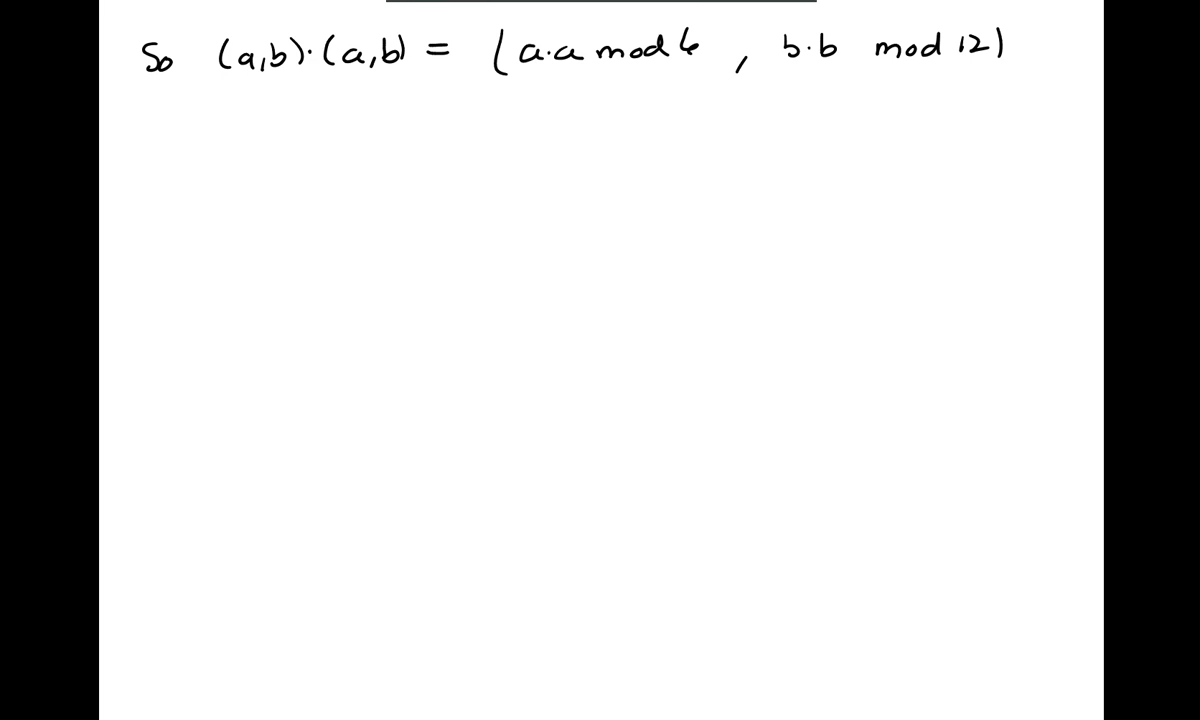 So (a,b)·(a,b) = (a·a mod 6 , b·b mod 12)